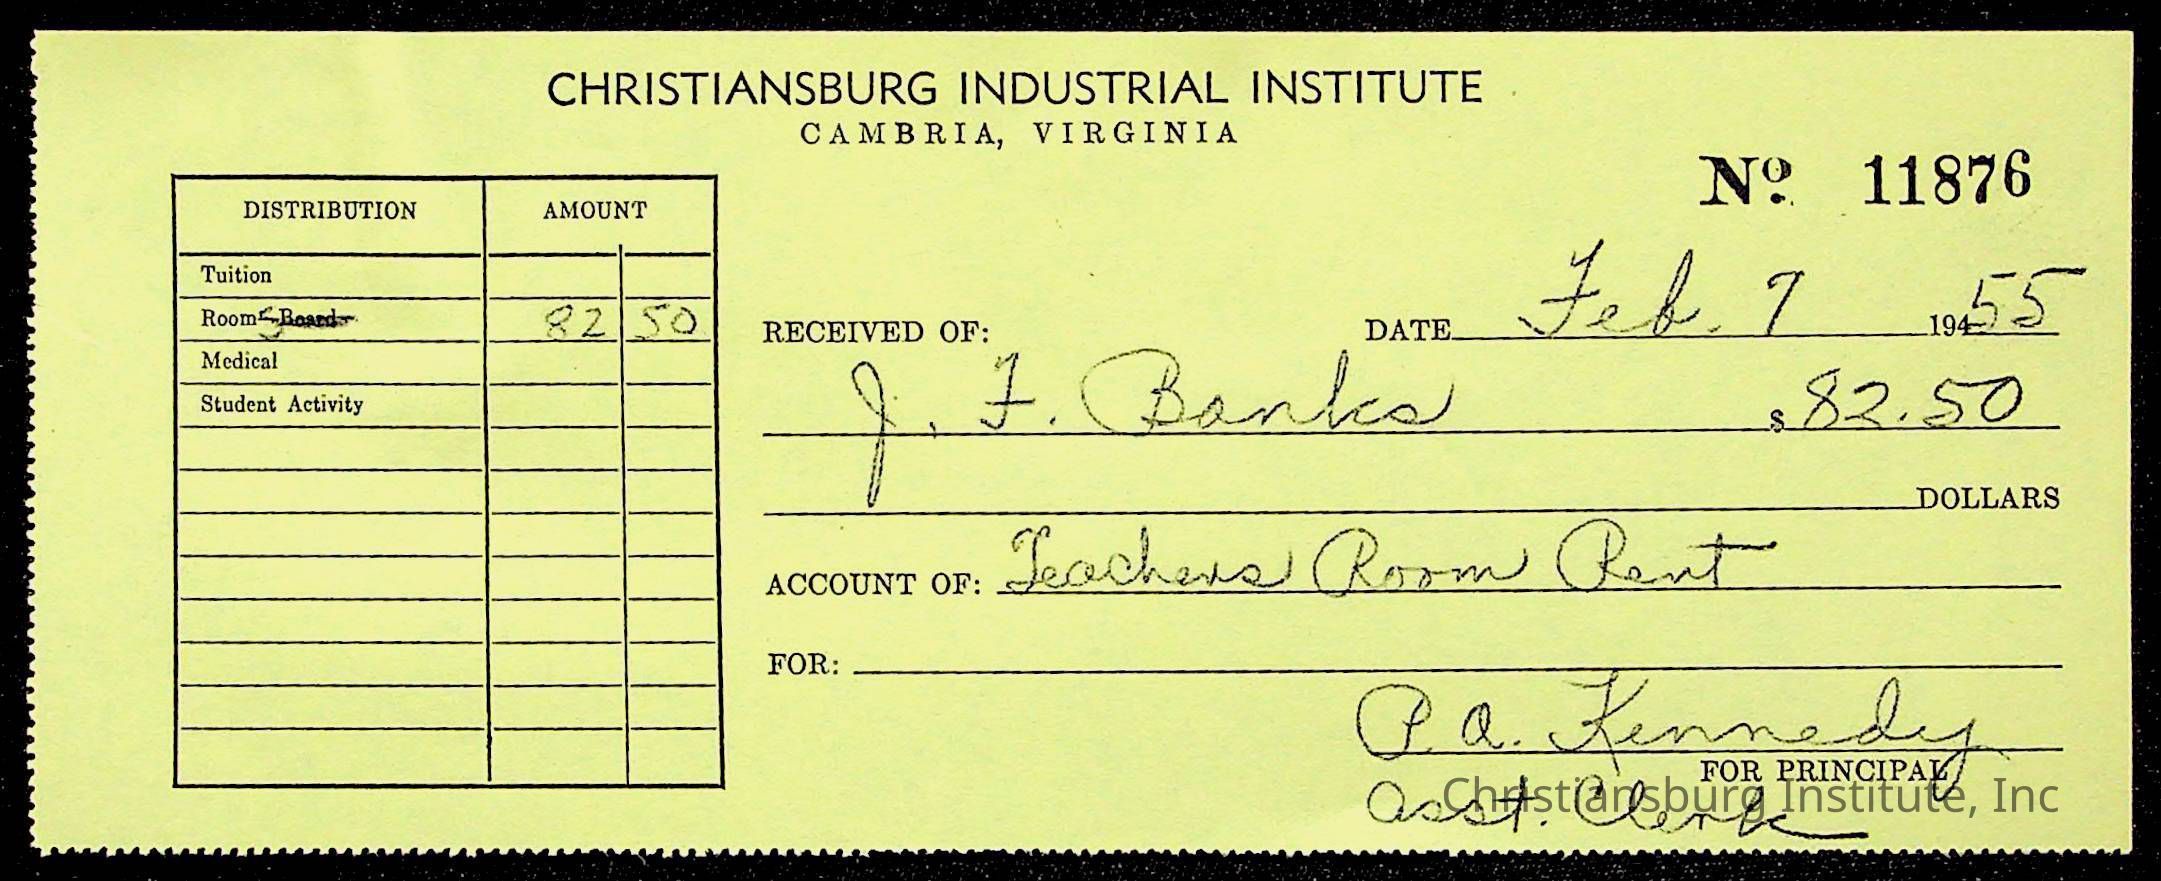 CHRISTIANSBURG INDUSTRIAL INSTITUTE
CAMBRIA, VIRGINIA
Nº 11876
DISTRIBUTION AMOUNT
Tuition
Rooms Board 82 50
Medical
Student Activity
RECEIVED OF: DATE Feb. 7 19455
J. F. Banks $ 82.50
DOLLARS
ACCOUNT OF: Teachers Room Rent
FOR:
P. A. Kennedy
FOR PRINCIPAL
Asst. Clerk
Christiansburg Institute, Inc